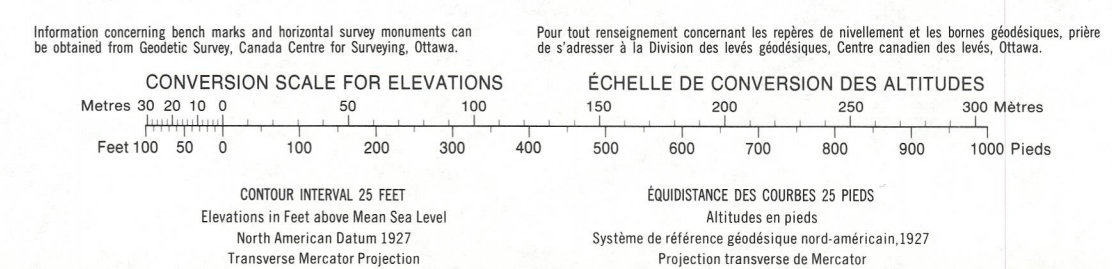 Information concerning bench marks and horizontal survey monuments can
be obtained from Geodetic Survey, Canada Centre for Surveying, Ottawa.
Pour tout renseignement concernant les repères de nivellement et les bornes géodésiques, prière
de s'adresser à la Division des levés géodésiques, Centre canadien des levés, Ottawa.
CONVERSION SCALE FOR ELEVATIONS
ÉCHELLE DE CONVERSION DES ALTITUDES
Metres 30 20 10 0 50 100 150 200 250 300 Mètres
Feet 100 50 0 100 200 300 400 500 600 700 800 900 1000 Pieds
CONTOUR INTERVAL 25 FEET
Elevations in Feet above Mean Sea Level
North American Datum 1927
Transverse Mercator Projection
ÉQUIDISTANCE DES COURBES 25 PIEDS
Altitudes en pieds
Système de référence géodésique nord-américain,1927
Projection transverse de Mercator